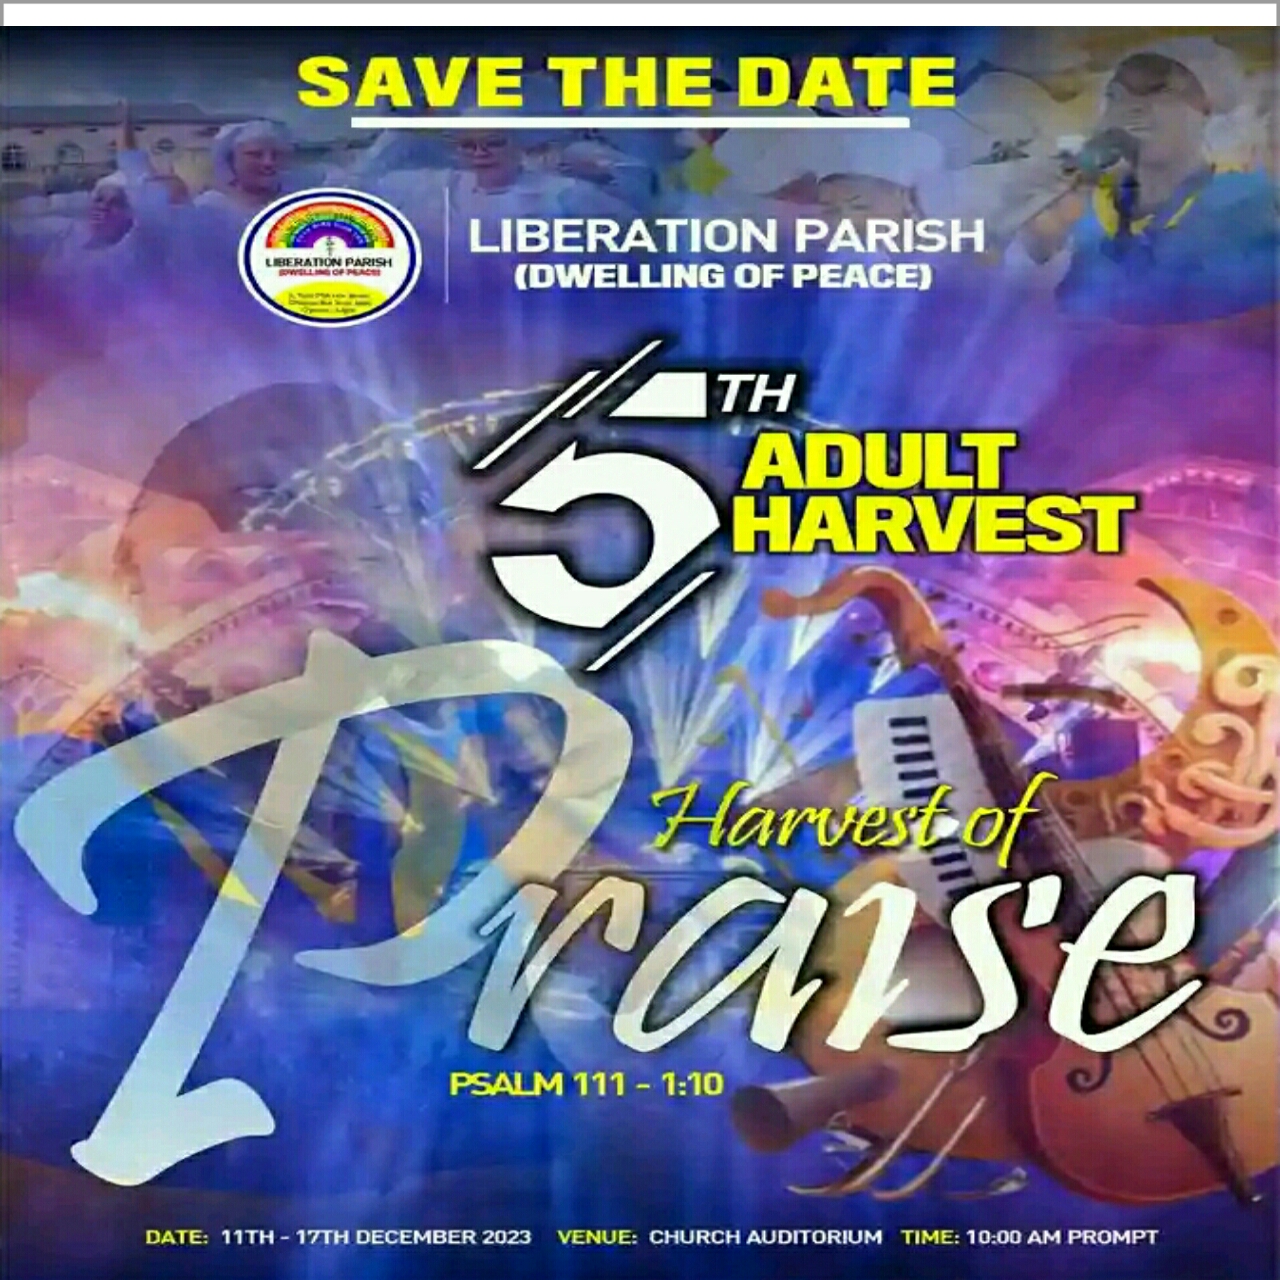 SAVE THE DATE
LIBERATION PARISH
(DWELLING OF PEACE)
LIBERATION PARISH
(DWELLING OF PEACE)
5TH
ADULT
HARVEST
Harvest of
Praise
PSALM 111 - 1:10
DATE: 11TH - 17TH DECEMBER 2023 VENUE: CHURCH AUDITORIUM TIME: 10:00 AM PROMPT